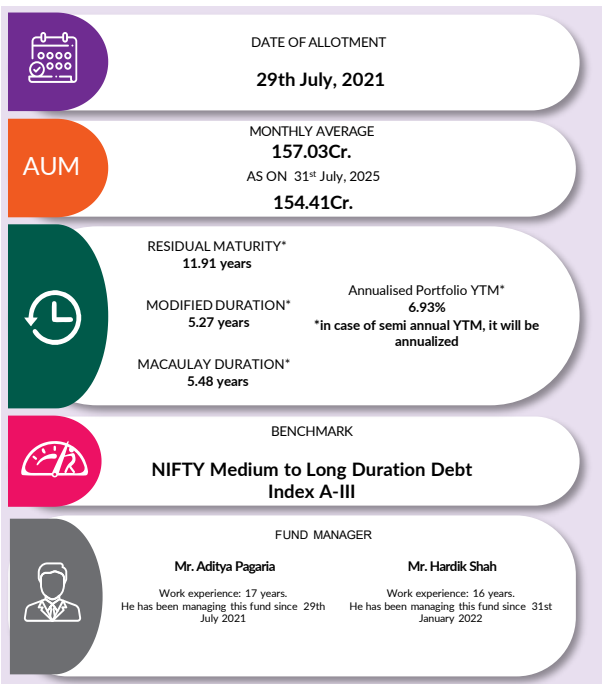 DATE OF ALLOTMENT
29th July, 2021
AUM
MONTHLY AVERAGE
157.03Cr.
AS ON 31st July, 2025
154.41Cr.
RESIDUAL MATURITY*
11.91 years
MODIFIED DURATION*
5.27 years
MACAULAY DURATION*
5.48 years
Annualised Portfolio YTM*
6.93%
*in case of semi annual YTM, it will be
annualized
BENCHMARK
NIFTY Medium to Long Duration Debt
Index A-III
FUND MANAGER
Mr. Aditya Pagaria
Work experience: 17 years.
He has been managing this fund since 29th
July 2021
Mr. Hardik Shah
Work experience: 16 years.
He has been managing this fund since 31st
January 2022